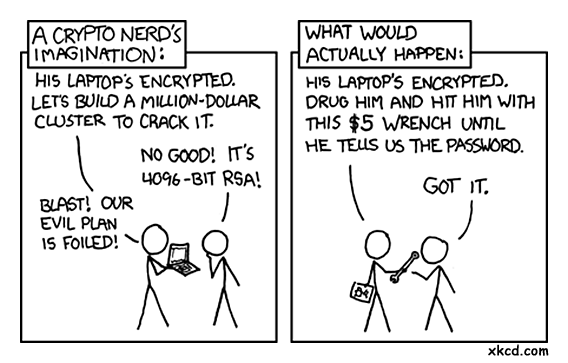 A CRYPTO NERD'S
IMAGINATION:
HIS LAPTOP'S ENCRYPTED.
LET'S BUILD A MILLION-DOLLAR
CLUSTER TO CRACK IT.
NO GOOD! IT'S
4096-BIT RSA!
BLAST! OUR
EVIL PLAN
IS FOILED!
WHAT WOULD
ACTUALLY HAPPEN:
HIS LAPTOP'S ENCRYPTED.
DRUG HIM AND HIT HIM WITH
THIS $5 WRENCH UNTIL
HE TELLS US THE PASSWORD.
GOT IT.
xkcd.com